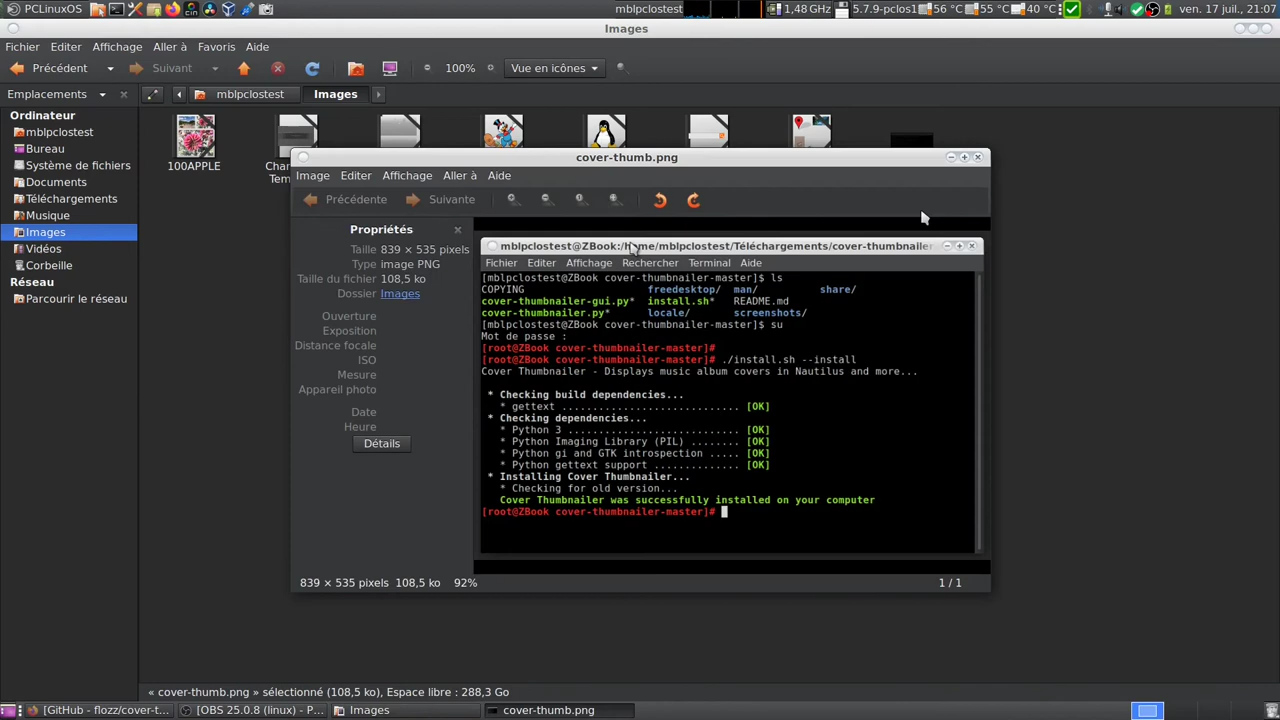 PCLinuxOS
mblpclostest
1,48 GHz
5.7.9-pclos1
56 °C
55 °C
40 °C
ven. 17 juil., 21:07
Images
Fichier Editer Affichage Aller à Favoris Aide
Précédent Suivant 100% Vue en icônes
Emplacements mblpclostest Images
Ordinateur
mblpclostest
Bureau
Système de fichiers
Documents
Téléchargements
Musique
Images
Vidéos
Corbeille
Réseau
Parcourir le réseau
100APPLE
cover-thumb.png
Image Editer Affichage Aller à Aide
Précédente Suivante
Propriétés
Taille 839 × 535 pixels
Type image PNG
Taille du fichier 108,5 ko
Dossier Images
Ouverture
Exposition
Distance focale
ISO
Mesure
Appareil photo
Date
Heure
Détails
mblpclostest@ZBook:/home/mblpclostest/Téléchargements/cover-thumbnailer
Fichier Editer Affichage Rechercher Terminal Aide
[mblpclostest@ZBook cover-thumbnailer-master]$ ls
COPYING freedesktop/ man/ share/
cover-thumbnailer-gui.py* install.sh* README.md
cover-thumbnailer.py* locale/ screenshots/
[mblpclostest@ZBook cover-thumbnailer-master]$ su
Mot de passe :
[root@ZBook cover-thumbnailer-master]#
[root@ZBook cover-thumbnailer-master]# ./install.sh --install
Cover Thumbnailer - Displays music album covers in Nautilus and more...
* Checking build dependencies...
* gettext ............................ [OK]
* Checking dependencies...
* Python 3 ........................... [OK]
* Python Imaging Library (PIL) ........ [OK]
* Python gi and GTK introspection ..... [OK]
* Python gettext support .............. [OK]
* Installing Cover Thumbnailer...
* Checking for old version...
Cover Thumbnailer was successfully installed on your computer
[root@ZBook cover-thumbnailer-master]#
839 × 535 pixels 108,5 ko 92% 1 / 1
« cover-thumb.png » sélectionné (108,5 ko), Espace libre : 288,3 Go
[GitHub - flozz/cover-t...
[OBS 25.0.8 (linux) - P...
Images
cover-thumb.png